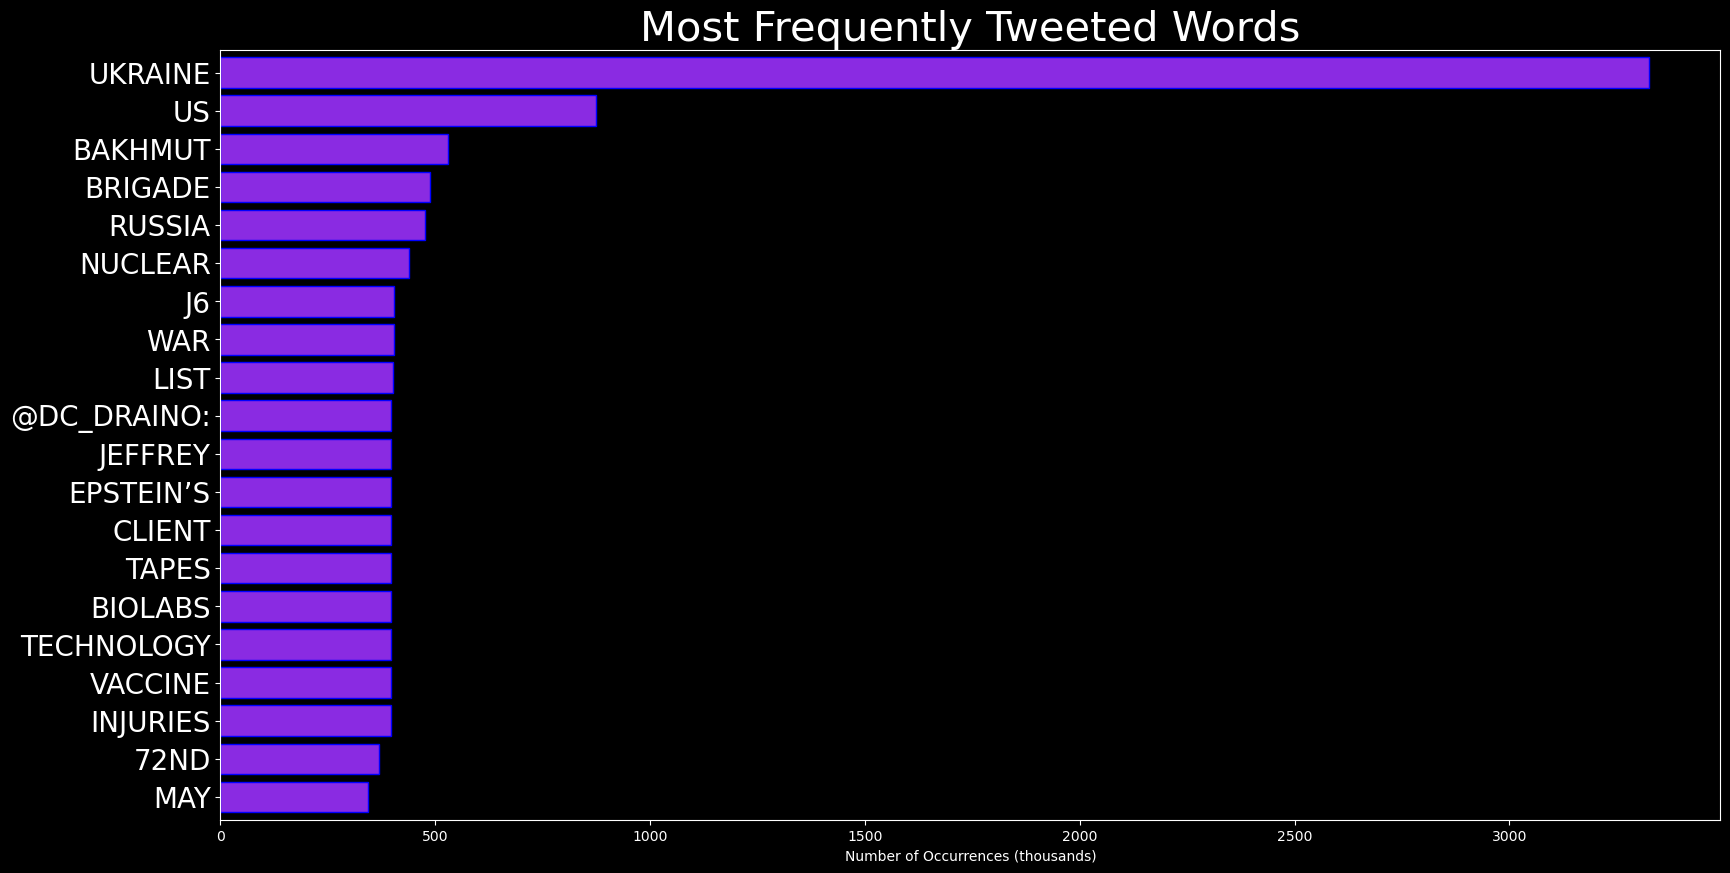 Most Frequently Tweeted Words
UKRAINE
US
BAKHMUT
BRIGADE
RUSSIA
NUCLEAR
J6
WAR
LIST
@DC_DRAINO:
JEFFREY
EPSTEIN’S
CLIENT
TAPES
BIOLABS
TECHNOLOGY
VACCINE
INJURIES
72ND
MAY
0 500 1000 1500 2000 2500 3000
Number of Occurrences (thousands)